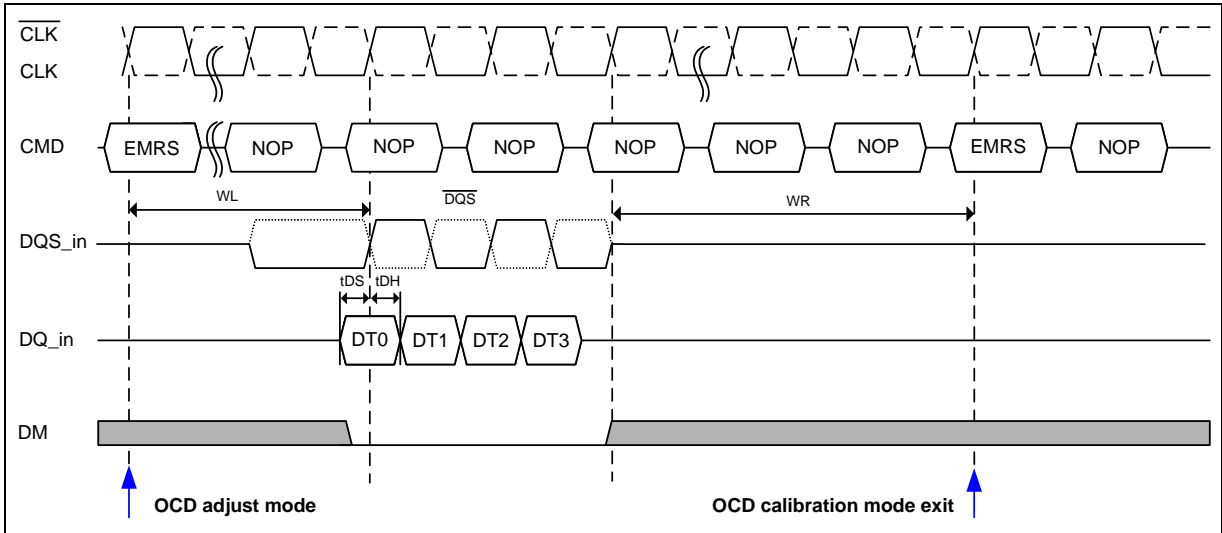 CLK
CLK
CMD EMRS NOP NOP NOP NOP NOP NOP EMRS NOP
WL DQS WR
DQS_in
tDS tDH
DQ_in DT0 DT1 DT2 DT3
DM
OCD adjust mode OCD calibration mode exit